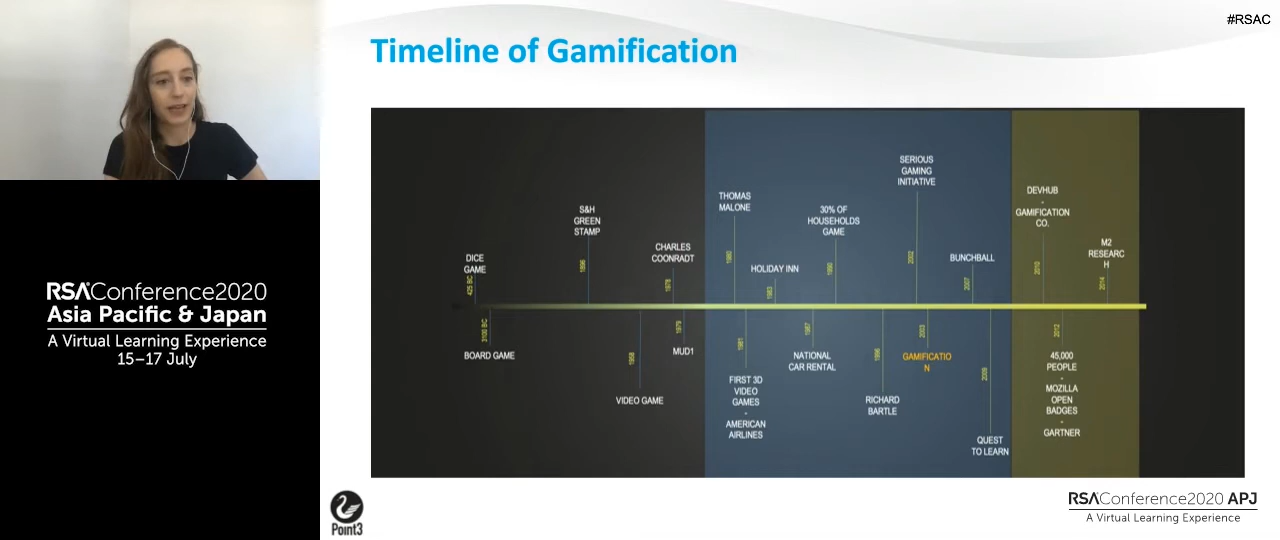 #RSAC
Timeline of Gamification
RSAConference2020
Asia Pacific & Japan
A Virtual Learning Experience
15–17 July
DICE
GAME
425 BC
3100 BC
BOARD GAME
S&H
GREEN
STAMP
1896
1958
VIDEO GAME
CHARLES
COONRADT
1979
MUD1
THOMAS
MALONE
1980
1981
FIRST 3D
VIDEO
GAMES
-
AMERICAN
AIRLINES
HOLIDAY INN
1983
1987
NATIONAL
CAR RENTAL
30% OF
HOUSEHOLDS
GAME
1990
1996
RICHARD
BARTLE
SERIOUS
GAMING
INITIATIVE
2002
2003
GAMIFICATIO
N
BUNCHBALL
2007
2009
QUEST
TO LEARN
DEVHUB
-
GAMIFICATION
CO.
2010
2012
45,000
PEOPLE
-
MOZILLA
OPEN
BADGES
-
GARTNER
M2
RESEARC
H
2014
Point3
RSAConference2020 APJ
A Virtual Learning Experience